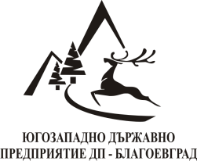 ЮГОЗАПАДНО ДЪРЖАВНО
ПРЕДПРИЯТИЕ ДП - БЛАГОЕВГРАД